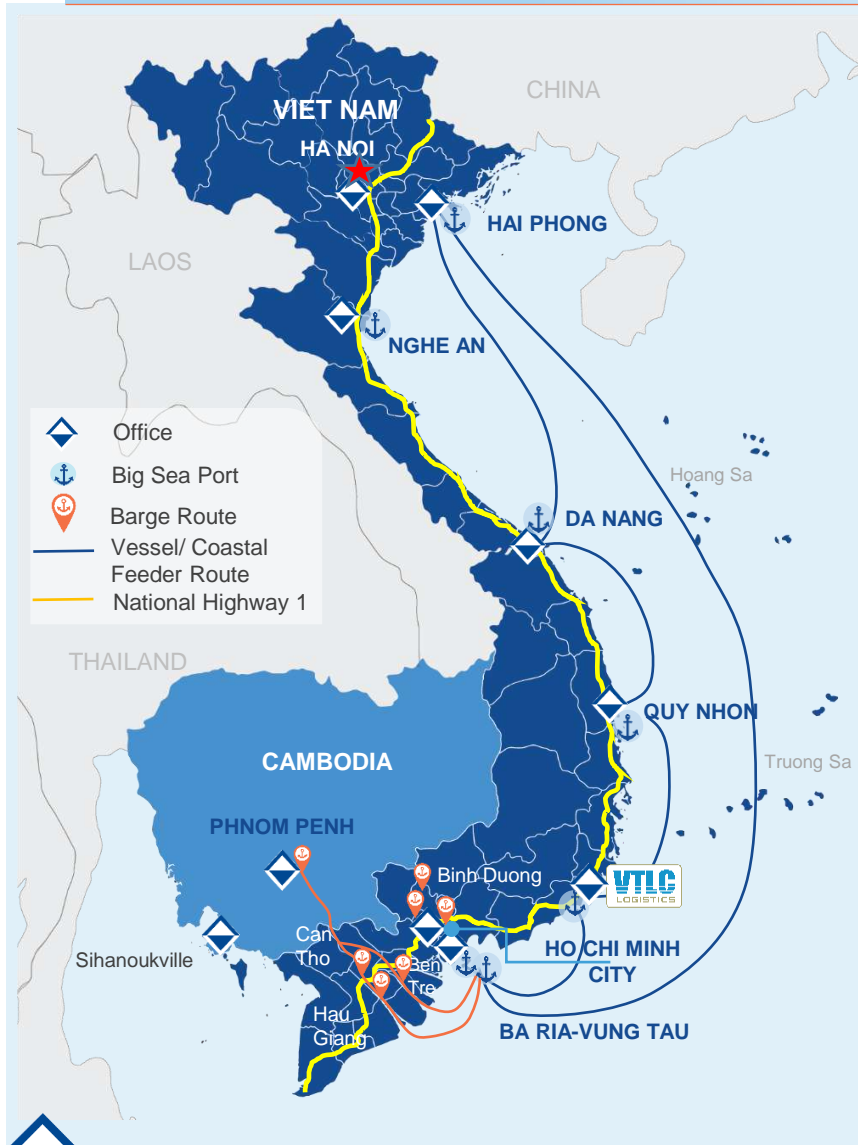 CHINA
VIET NAM
HA NOI
HAI PHONG
LAOS
NGHE AN
Office
Big Sea Port
Barge Route
Vessel/ Coastal
Feeder Route
National Highway 1
Hoang Sa
DA NANG
THAILAND
QUY NHON
CAMBODIA
Truong Sa
PHNOM PENH
Binh Duong
VTLC
LOGISTICS
Can
Tho
Sihanoukville
HO CHI MINH
CITY
Ben
Tre
Hau
Giang
BA RIA-VUNG TAU